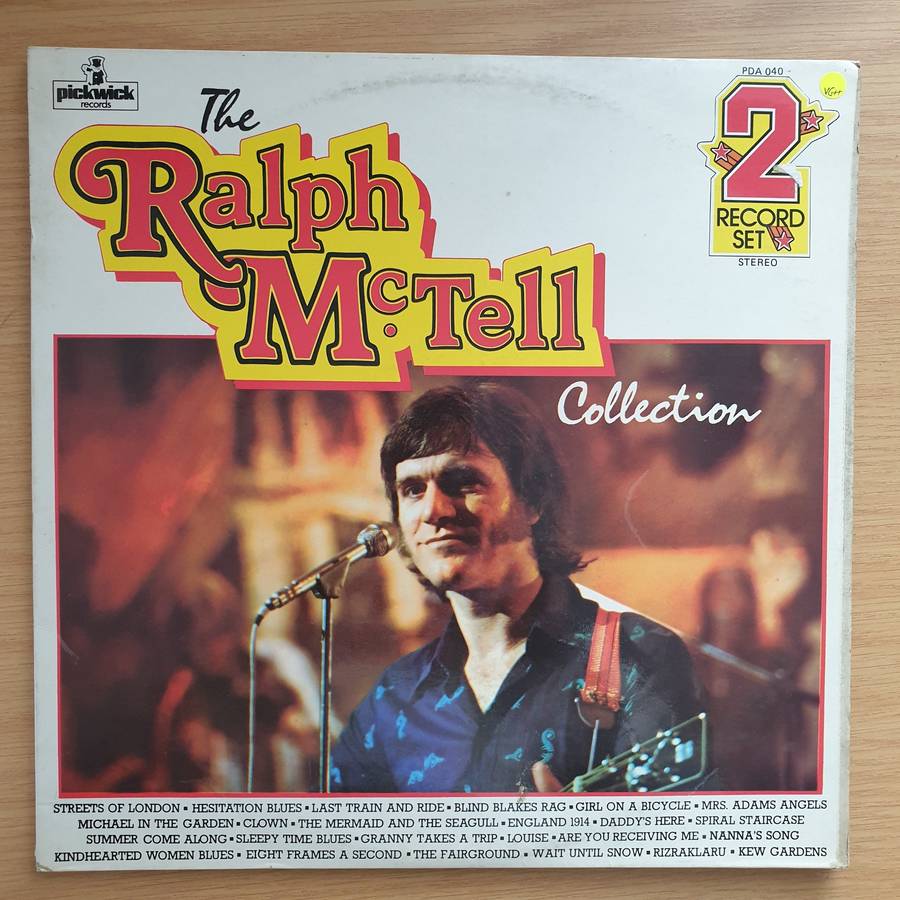 pickwick
records
The
Ralph
McTell
Collection
PDA 040
VG++
2
RECORD
SET
STEREO
STREETS OF LONDON ▪ HESITATION BLUES ▪ LAST TRAIN AND RIDE ▪ BLIND BLAKES RAG ▪ GIRL ON A BICYCLE ▪ MRS. ADAMS ANGELS
MICHAEL IN THE GARDEN ▪ CLOWN ▪ THE MERMAID AND THE SEAGULL ▪ ENGLAND 1914 ▪ DADDY'S HERE ▪ SPIRAL STAIRCASE
SUMMER COME ALONG ▪ SLEEPY TIME BLUES ▪ GRANNY TAKES A TRIP ▪ LOUISE ▪ ARE YOU RECEIVING ME ▪ NANNA'S SONG
KINDHEARTED WOMEN BLUES ▪ EIGHT FRAMES A SECOND ▪ THE FAIRGROUND ▪ WAIT UNTIL SNOW ▪ RIZRAKLARU ▪ KEW GARDENS